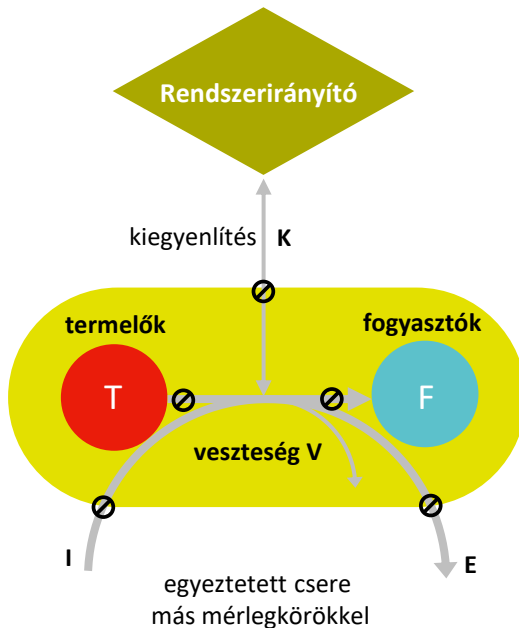 Rendszerirányító
kiegyenlítés K
termelők
fogyasztók
T
F
veszteség V
I
E
egyeztetett csere
más mérlegkörökkel